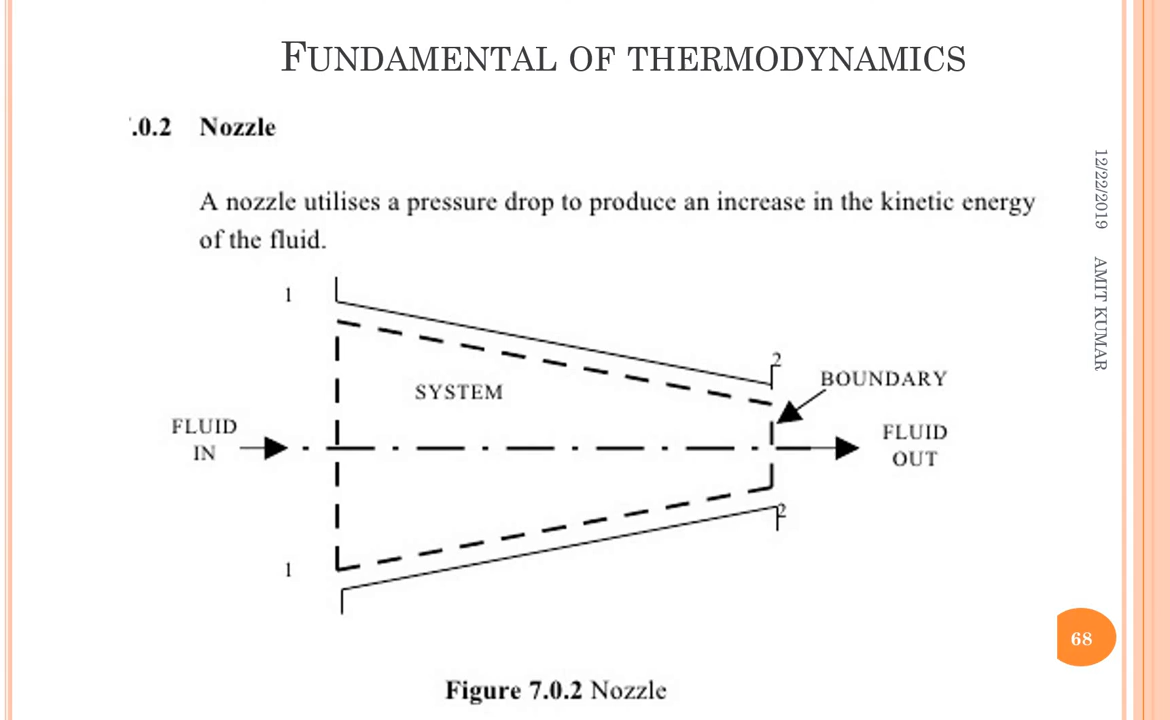 FUNDAMENTAL OF THERMODYNAMICS
.0.2 Nozzle
A nozzle utilises a pressure drop to produce an increase in the kinetic energy
of the fluid.
1
2
BOUNDARY
SYSTEM
FLUID
IN
FLUID
OUT
2
1
Figure 7.0.2 Nozzle
12/22/2019 AMIT KUMAR
68